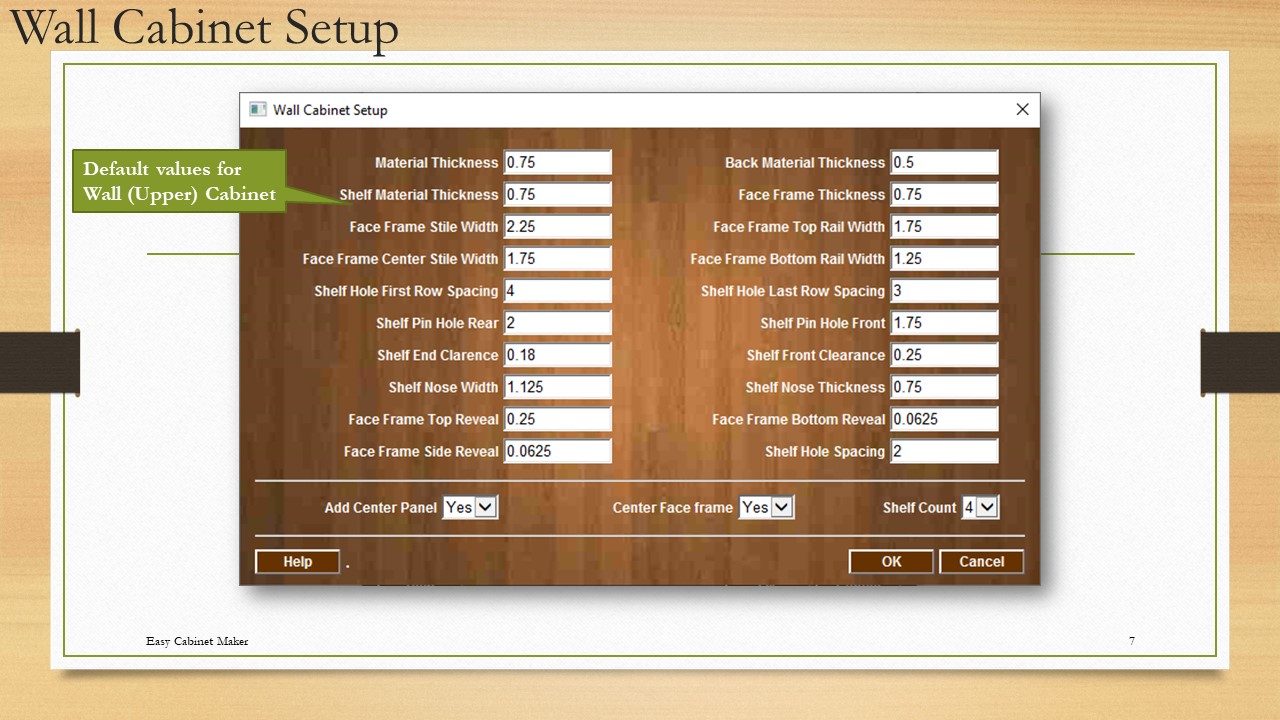 Wall Cabinet Setup
Wall Cabinet Setup
Default values for
Wall (Upper) Cabinet
Material Thickness 0.75 Back Material Thickness 0.5
Shelf Material Thickness 0.75 Face Frame Thickness 0.75
Face Frame Stile Width 2.25 Face Frame Top Rail Width 1.75
Face Frame Center Stile Width 1.75 Face Frame Bottom Rail Width 1.25
Shelf Hole First Row Spacing 4 Shelf Hole Last Row Spacing 3
Shelf Pin Hole Rear 2 Shelf Pin Hole Front 1.75
Shelf End Clarence 0.18 Shelf Front Clearance 0.25
Shelf Nose Width 1.125 Shelf Nose Thickness 0.75
Face Frame Top Reveal 0.25 Face Frame Bottom Reveal 0.0625
Face Frame Side Reveal 0.0625 Shelf Hole Spacing 2
Add Center Panel Yes Center Face frame Yes Shelf Count 4
Help . OK Cancel
Easy Cabinet Maker 7